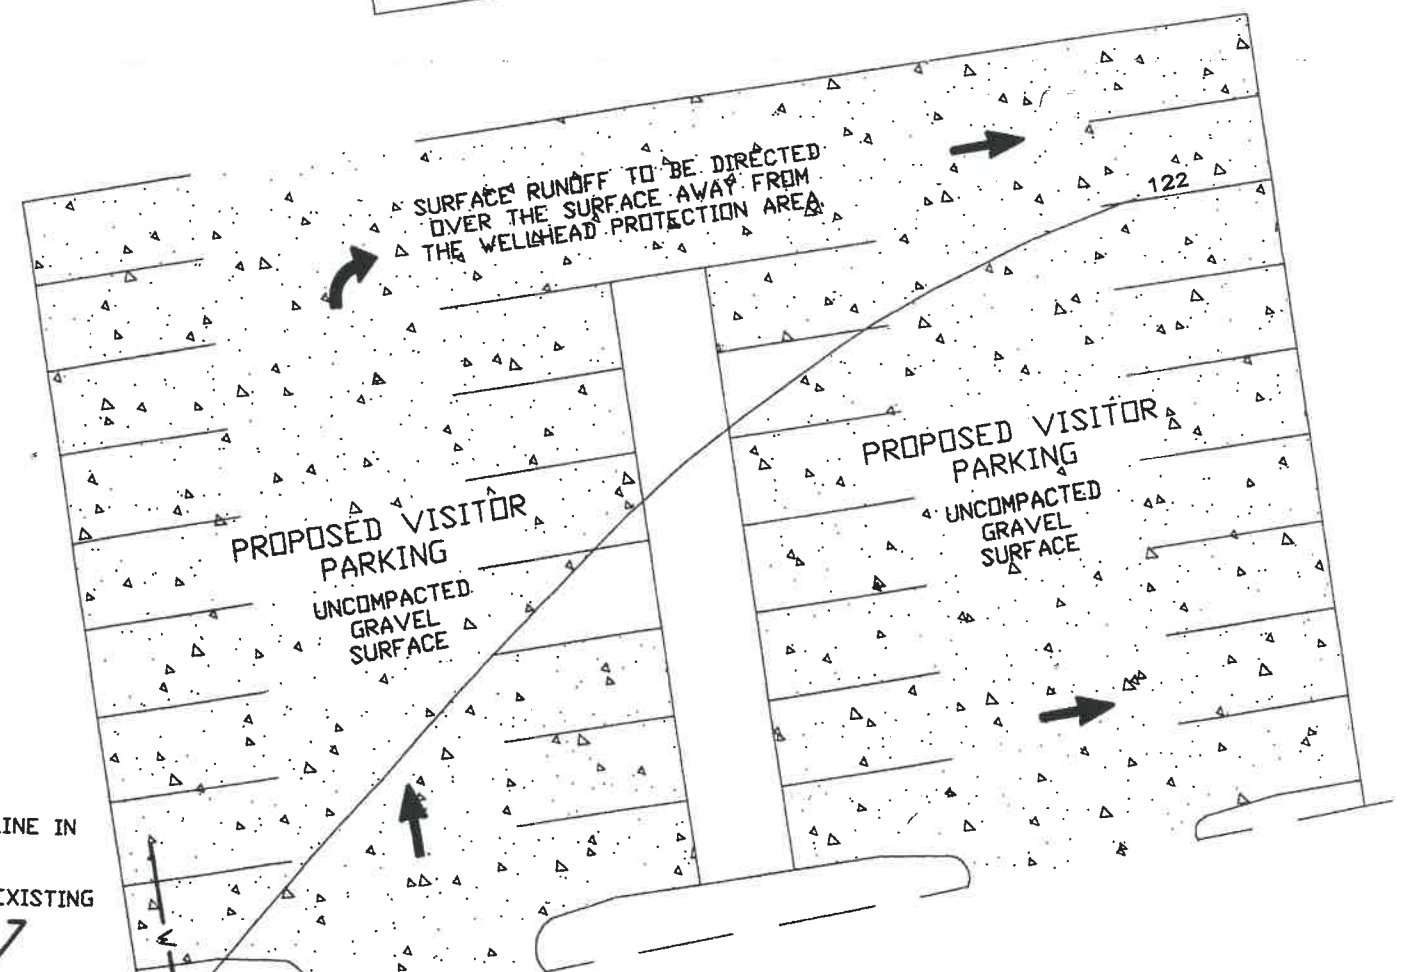 SURFACE RUNOFF TO BE DIRECTED
OVER THE SURFACE AWAY FROM
THE WELLHEAD PROTECTION AREA.
122
PROPOSED VISITOR
PARKING
UNCOMPACTED
GRAVEL
SURFACE
PROPOSED VISITOR
PARKING
UNCOMPACTED
GRAVEL
SURFACE
LINE IN
EXISTING
W